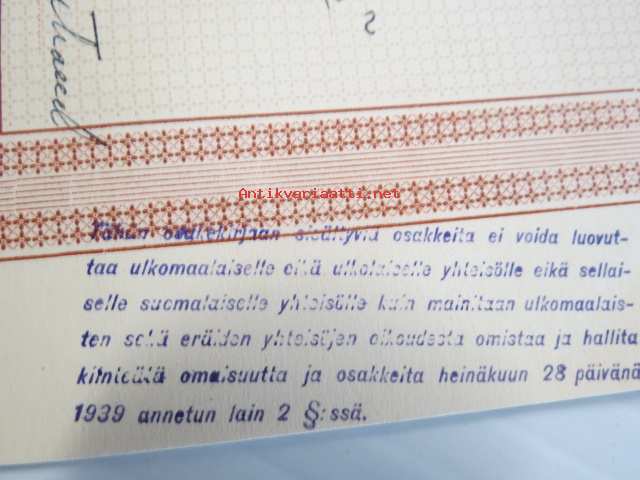 Antikvariaatti.net
Tähän osakekirjaan sisältyviä osakkeita ei voida luovut-
taa ulkomaalaiselle eikä ulkolaiselle yhteisölle eikä sellai-
selle suomalaiselle yhteisölle kuin mainitaan ulkomaalais-
ten sekä eräiden yhteisöjen oikeudesta omistaa ja hallita
kiinteätä omaisuutta ja osakkeita heinäkuun 28 päivänä
1939 annetun lain 2 §:ssä.